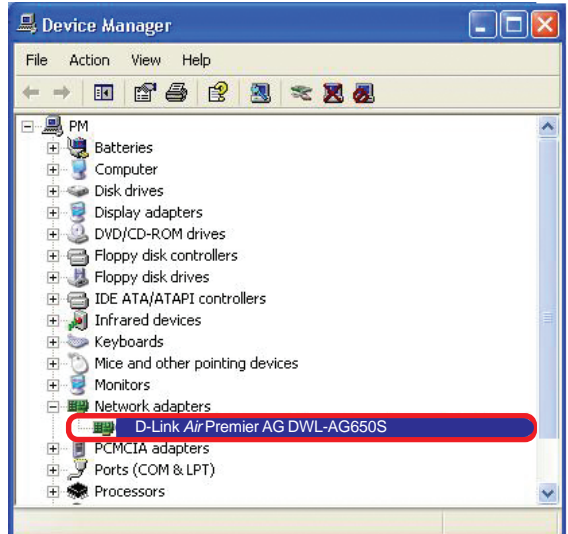 Device Manager
File Action View Help
PM
Batteries
Computer
Disk drives
Display adapters
DVD/CD-ROM drives
Floppy disk controllers
Floppy disk drives
IDE ATA/ATAPI controllers
Infrared devices
Keyboards
Mice and other pointing devices
Monitors
Network adapters
D-Link AirPremier AG DWL-AG650S
PCMCIA adapters
Ports (COM & LPT)
Processors